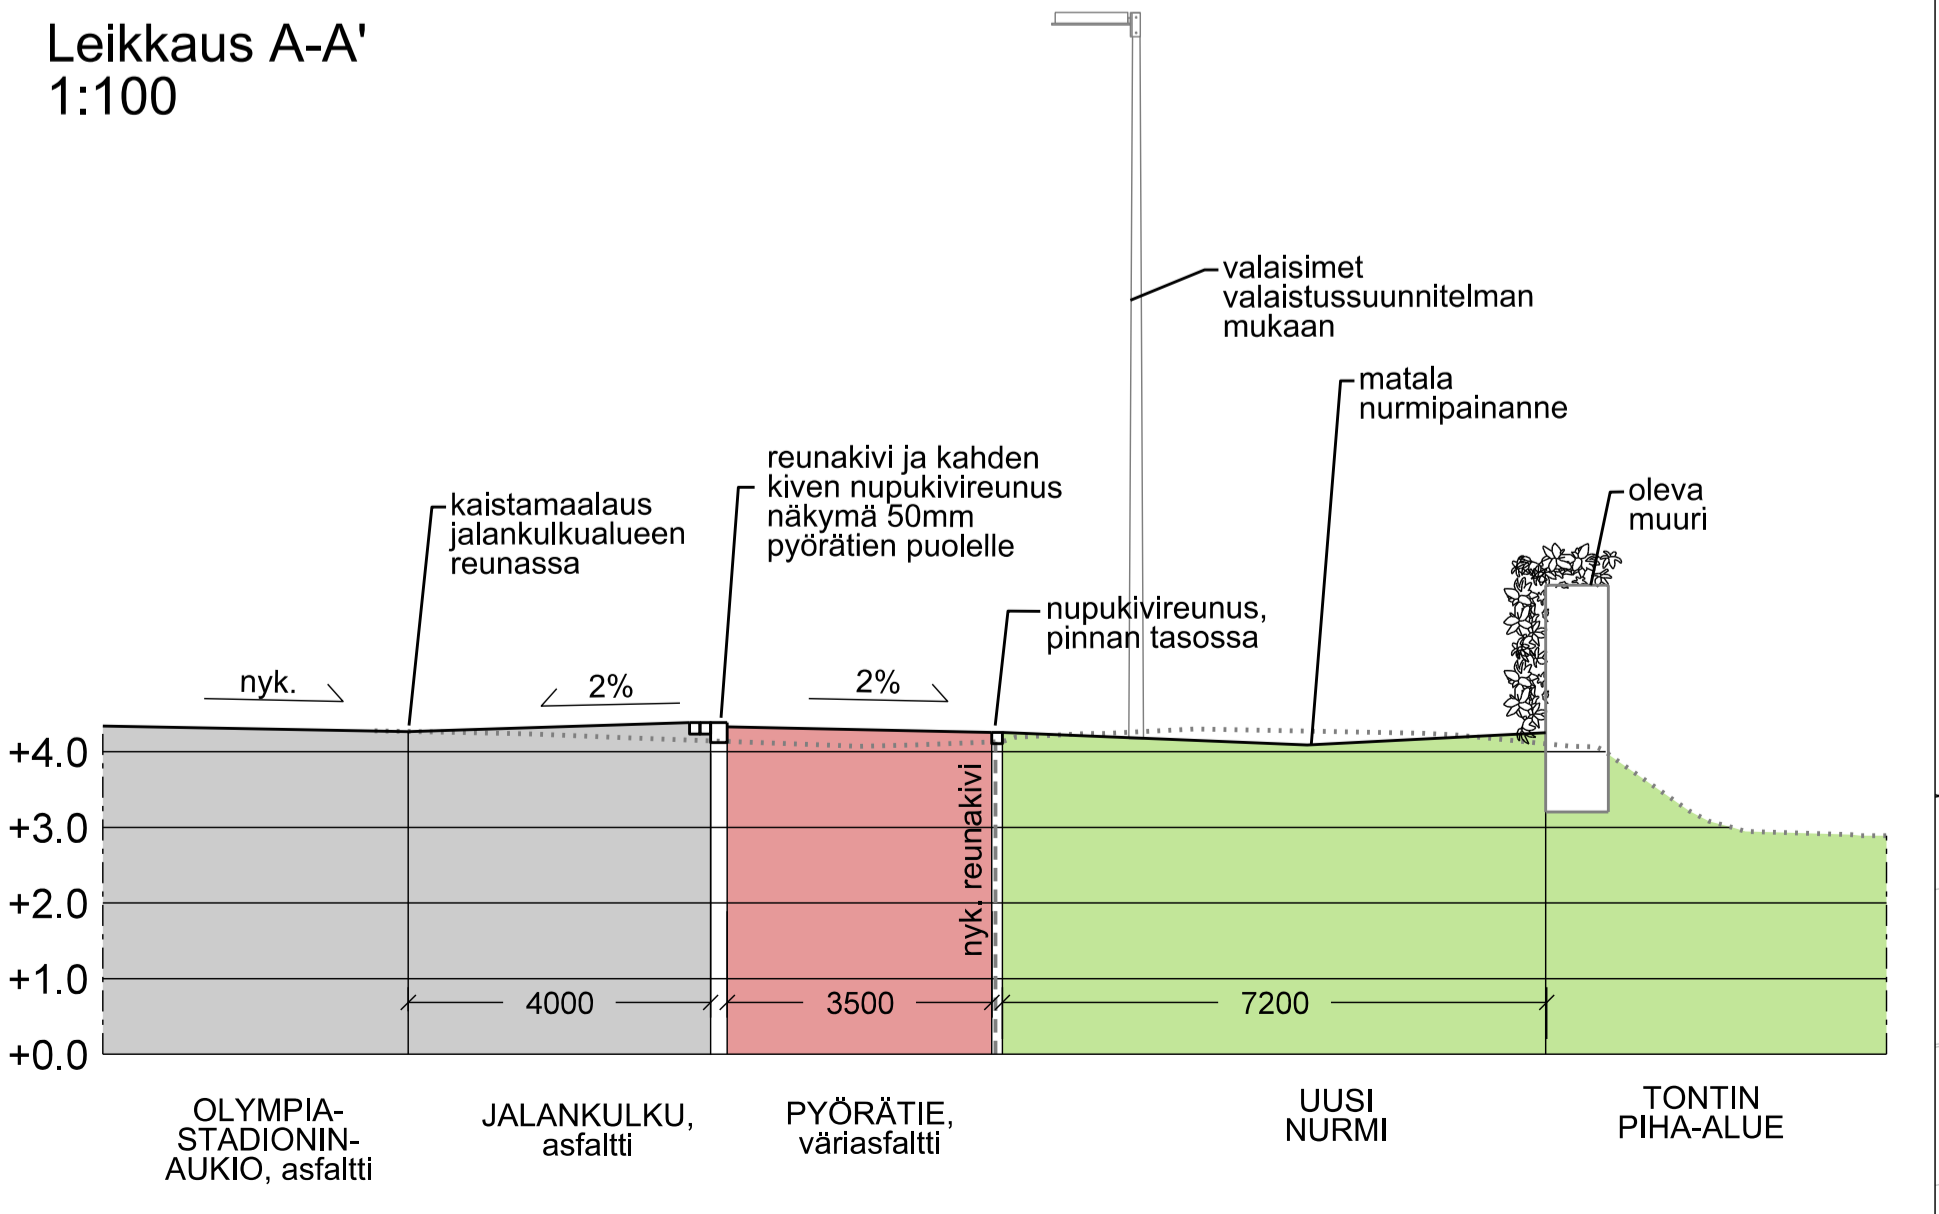 Leikkaus A-A'
1:100
valaisimet
valaistussuunnitelman
mukaan
matala
nurmipainanne
reunakivi ja kahden
kiven nupukivireunus
näkymä 50mm
pyörätien puolelle
kaistamaalaus
jalankulkualueen
reunassa
oleva
muuri
nupukivireunus,
pinnan tasossa
nyk.
2%
2%
+4.0
+3.0
+2.0
+1.0
+0.0
nyk. reunakivi
4000
3500
7200
OLYMPIA-
STADIONIN-
AUKIO, asfaltti
JALANKULKU,
asfaltti
PYÖRÄTIE,
väriasfaltti
UUSI
NURMI
TONTIN
PIHA-ALUE